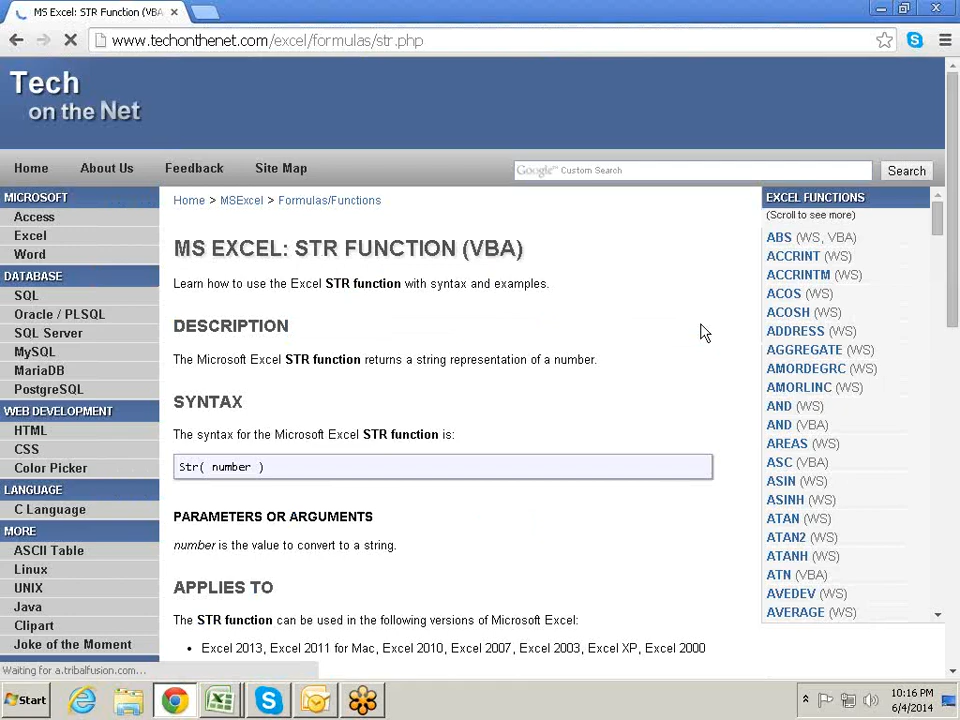 MS Excel: STR Function (VBA
www.techonthenet.com/excel/formulas/str.php
Tech
on the Net
Home
About Us
Feedback
Site Map
Google™ Custom Search
Search
MICROSOFT
Access
Excel
Word
DATABASE
SQL
Oracle / PLSQL
SQL Server
MySQL
MariaDB
PostgreSQL
WEB DEVELOPMENT
HTML
CSS
Color Picker
LANGUAGE
C Language
MORE
ASCII Table
Linux
UNIX
Java
Clipart
Joke of the Moment
Home > MSExcel > Formulas/Functions
MS EXCEL: STR FUNCTION (VBA)
Learn how to use the Excel STR function with syntax and examples.
DESCRIPTION
The Microsoft Excel STR function returns a string representation of a number.
SYNTAX
The syntax for the Microsoft Excel STR function is:
Str( number )
PARAMETERS OR ARGUMENTS
number is the value to convert to a string.
APPLIES TO
The STR function can be used in the following versions of Microsoft Excel:
• Excel 2013, Excel 2011 for Mac, Excel 2010, Excel 2007, Excel 2003, Excel XP, Excel 2000
EXCEL FUNCTIONS
(Scroll to see more)
ABS (WS, VBA)
ACCRINT (WS)
ACCRINTM (WS)
ACOS (WS)
ACOSH (WS)
ADDRESS (WS)
AGGREGATE (WS)
AMORDEGRC (WS)
AMORLINC (WS)
AND (WS)
AND (VBA)
AREAS (WS)
ASC (VBA)
ASIN (WS)
ASINH (WS)
ATAN (WS)
ATAN2 (WS)
ATANH (WS)
ATN (VBA)
AVEDEV (WS)
AVERAGE (WS)
Waiting for a.tribalfusion.com...
Start
10:16 PM
6/4/2014